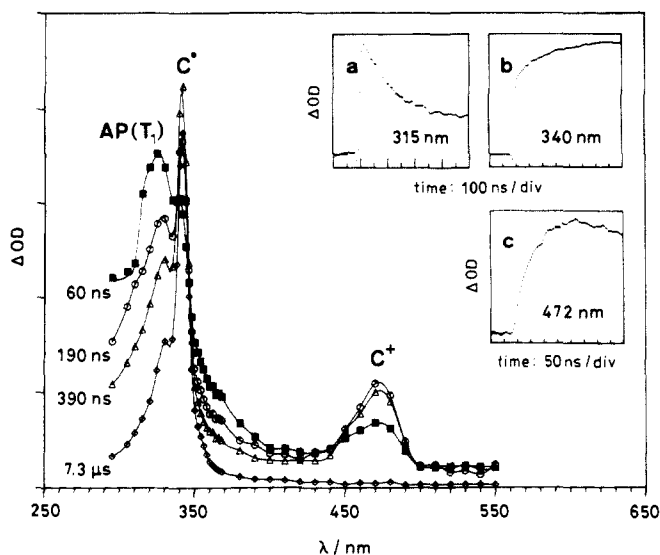 C•
AP(T₁)
ΔOD
60 ns
190 ns
390 ns
7.3 μs
C⁺
a
315 nm
b
340 nm
ΔOD
time: 100 ns/div
c
472 nm
ΔOD
time: 50 ns/div
250
350
450
550
650
λ / nm